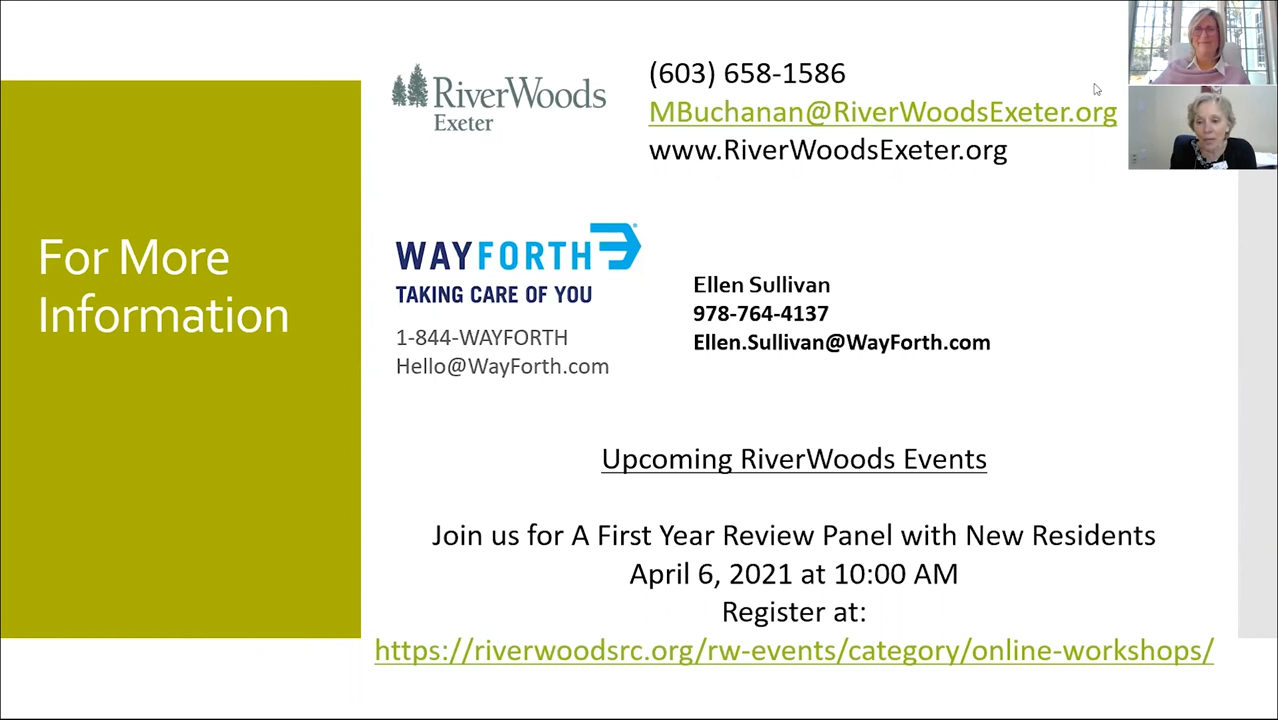 For More
Information
RiverWoods
Exeter
(603) 658-1586
MBuchanan@RiverWoodsExeter.org
www.RiverWoodsExeter.org
WAYFORTH
TAKING CARE OF YOU
1-844-WAYFORTH
Hello@WayForth.com
Ellen Sullivan
978-764-4137
Ellen.Sullivan@WayForth.com
Upcoming RiverWoods Events
Join us for A First Year Review Panel with New Residents
April 6, 2021 at 10:00 AM
Register at:
https://riverwoodsrc.org/rw-events/category/online-workshops/